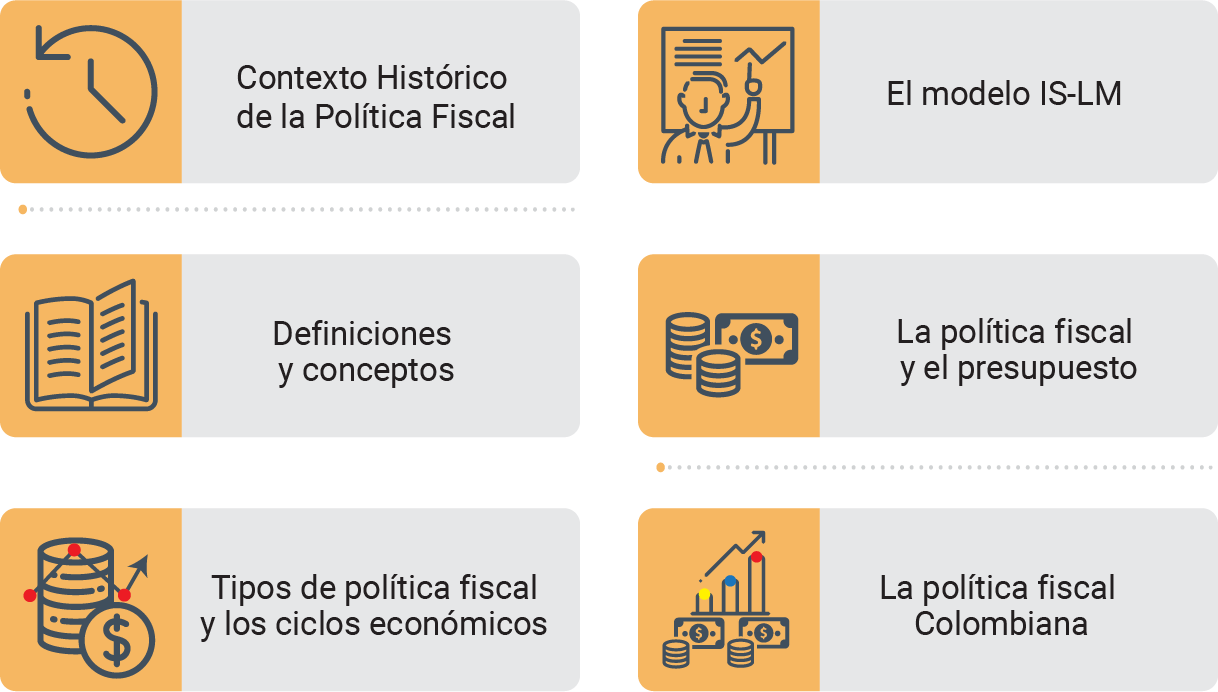 Contexto Histórico
de la Política Fiscal
Definiciones
y conceptos
Tipos de política fiscal
y los ciclos económicos
El modelo IS-LM
La política fiscal
y el presupuesto
La política fiscal
Colombiana